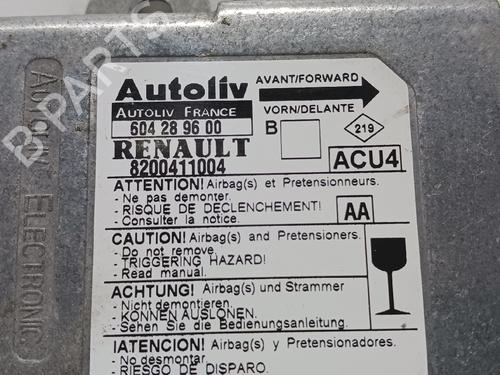 Autoliv
AVANT/FORWARD
AUTOLIV FRANCE
VORN/DELANTE
604 28 96 00
B
219
RENAULT
8200411004
ACU4
ATTENTION! Airbag(s) et Pretensionneurs.
- Ne pas demonter.
- RISQUE DE DECLENCHEMENT!
- Consulter la notice.
AA
CAUTION! Airbag(s) and Pretensioners.
- Do not remove.
- TRIGGERING HAZARD!
- Read manual.
ACHTUNG! Airbag(s) und Strammer
- Nicht demontieren.
- KONNEN AUSLOSEN.
- Sehen Sie die Bedienungsanleitung.
¡ATENCION! Airbag(s) y Pretensionadores.
- No desmontar.
- RIESGO DE DISPARO.
AUTOLIV ELECTRONIC
B-PARTS